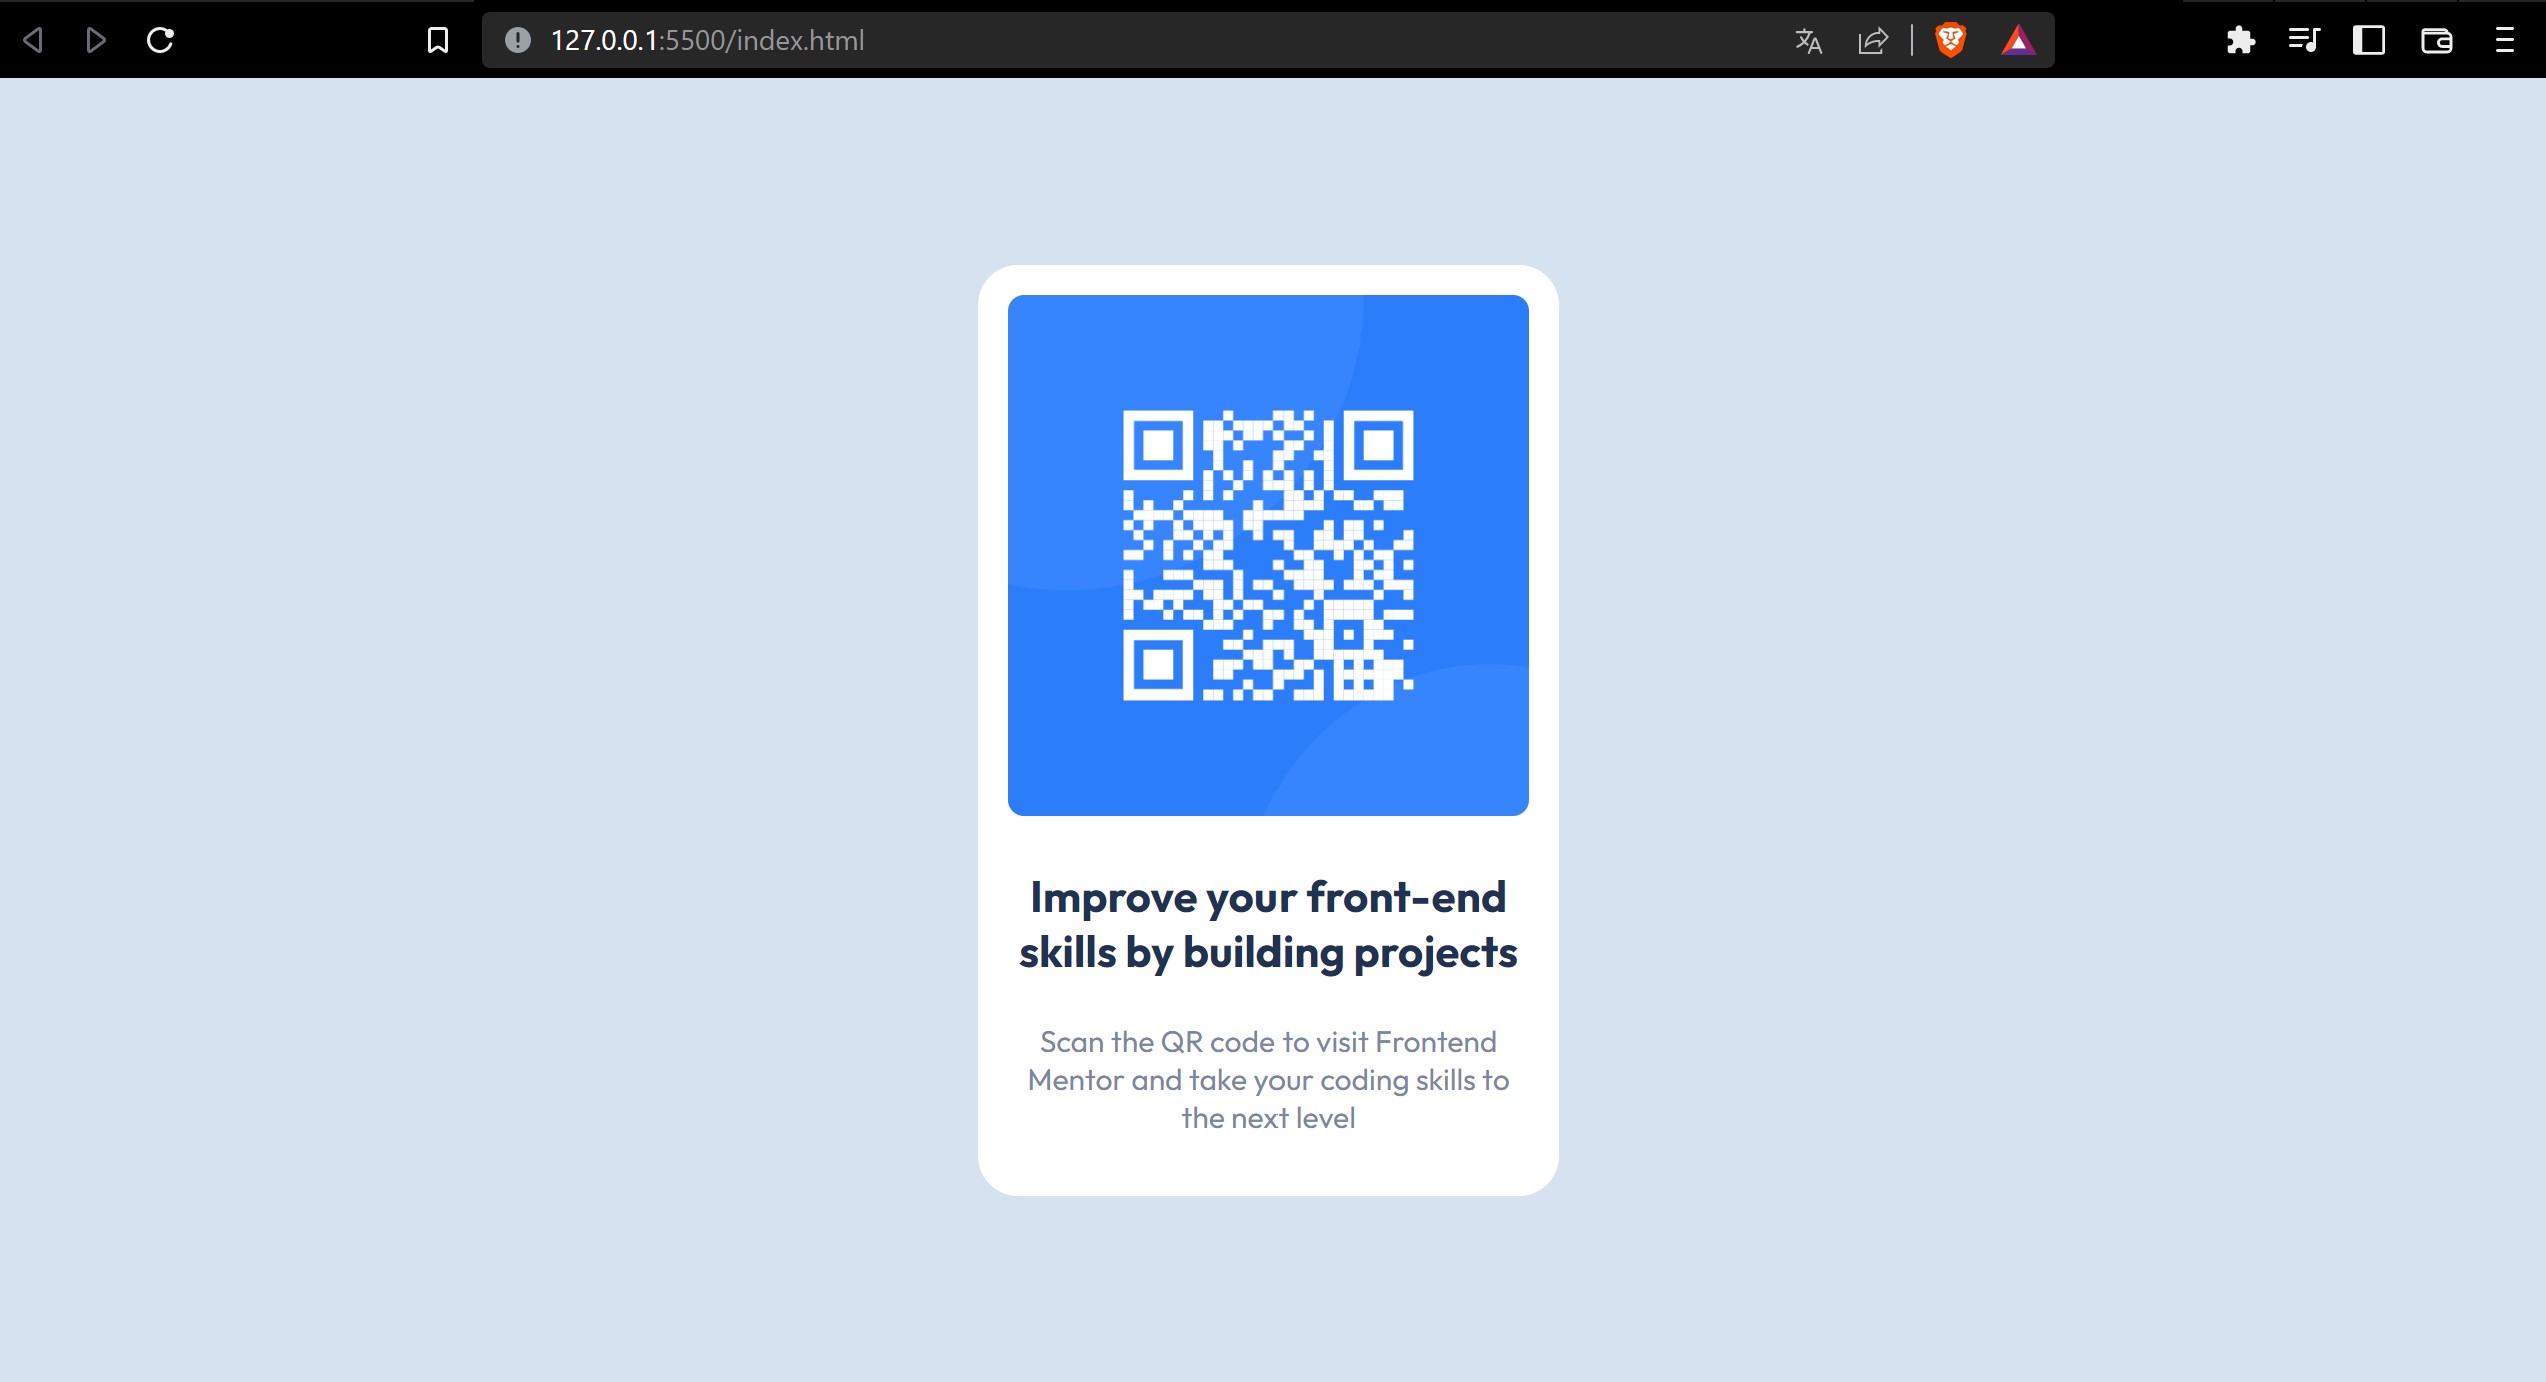 127.0.0.1:5500/index.html
Improve your front-end
skills by building projects
Scan the QR code to visit Frontend
Mentor and take your coding skills to
the next level